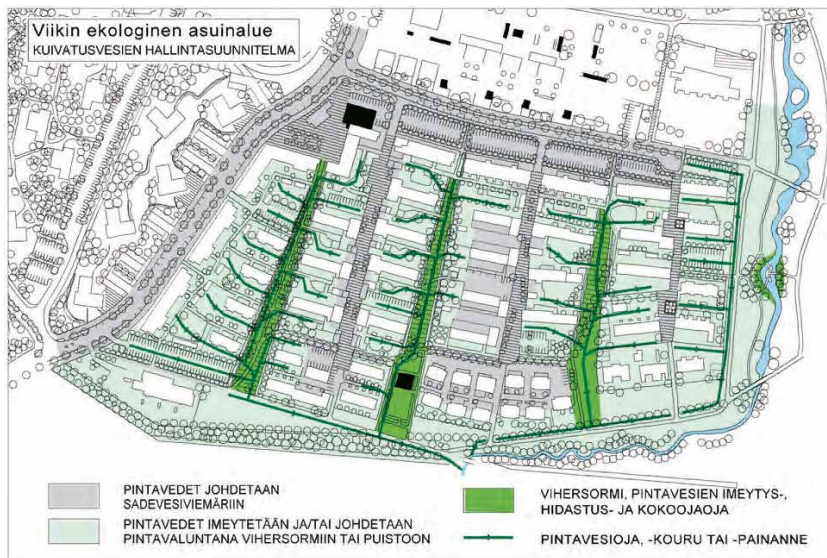 Viikin ekologinen asuinalue
KUIVATUSVESIEN HALLINTASUUNNITELMA
PINTAVEDET JOHDETAAN
SADEVESIVIEMÄRIIN
PINTAVEDET IMEYTETÄÄN JA/TAI JOHDETAAN
PINTAVALUNTANA VIHERSORMIIN TAI PUISTOON
VIHERSORMI, PINTAVESIEN IMEYTYS-,
HIDASTUS- JA KOKOOJAOJA
PINTAVESIOJA, -KOURU TAI -PAINANNE